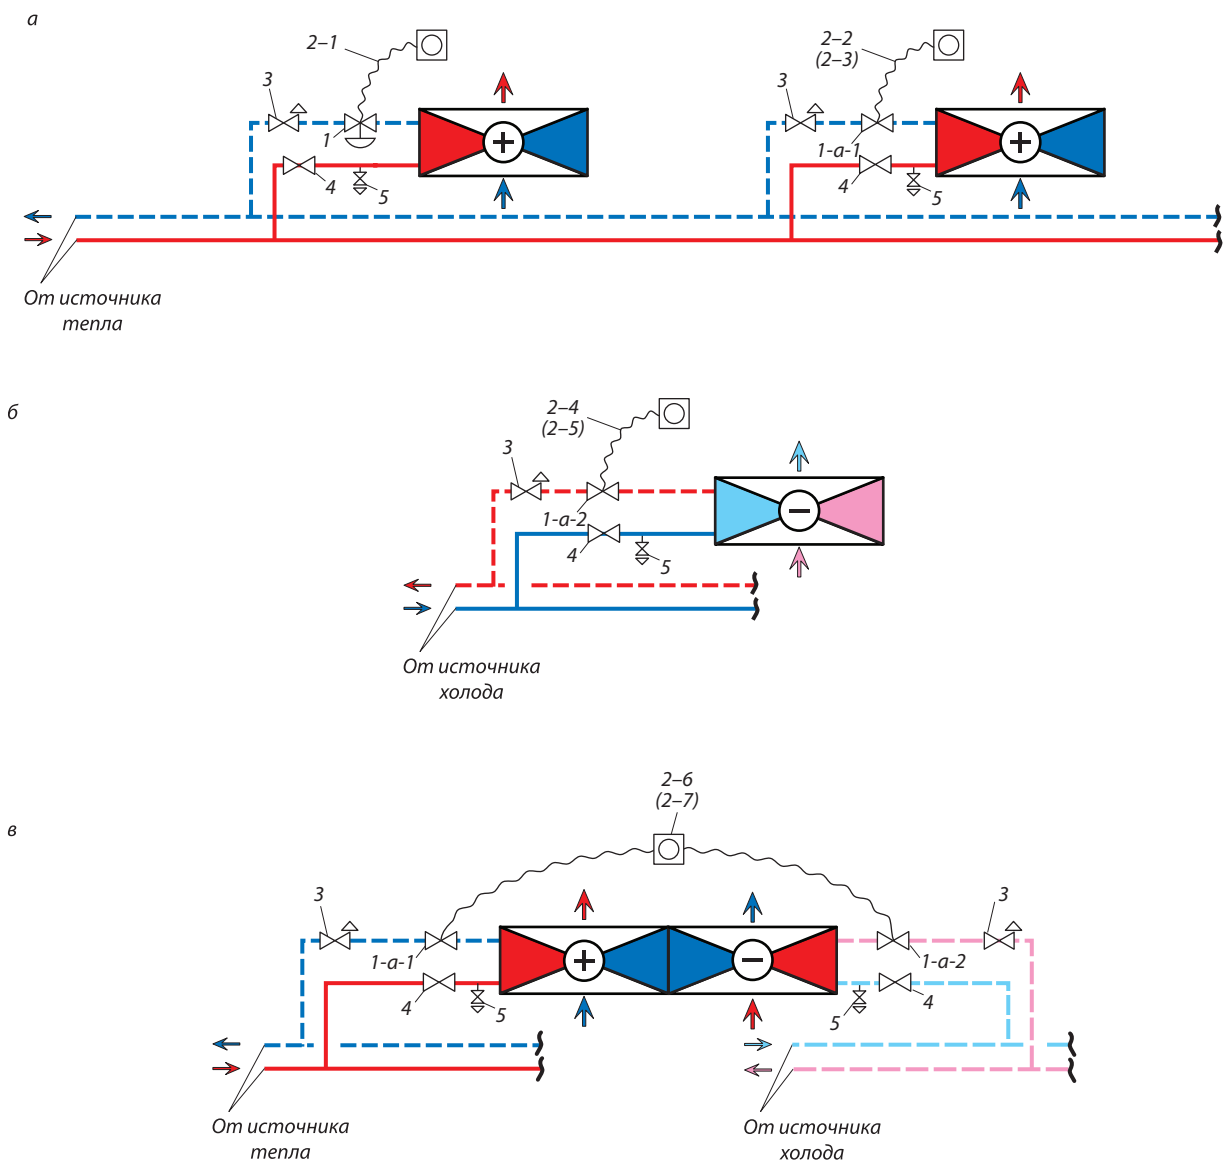 а
2–1
2–2
(2–3)
3
3
1
1-а-1
4
5
4
5
От источника
тепла
б
2–4
(2–5)
3
1-а-2
4
5
От источника
холода
2–6
(2–7)
в
3
3
1-а-1
1-а-2
4
5
5
4
От источника
тепла
От источника
холода